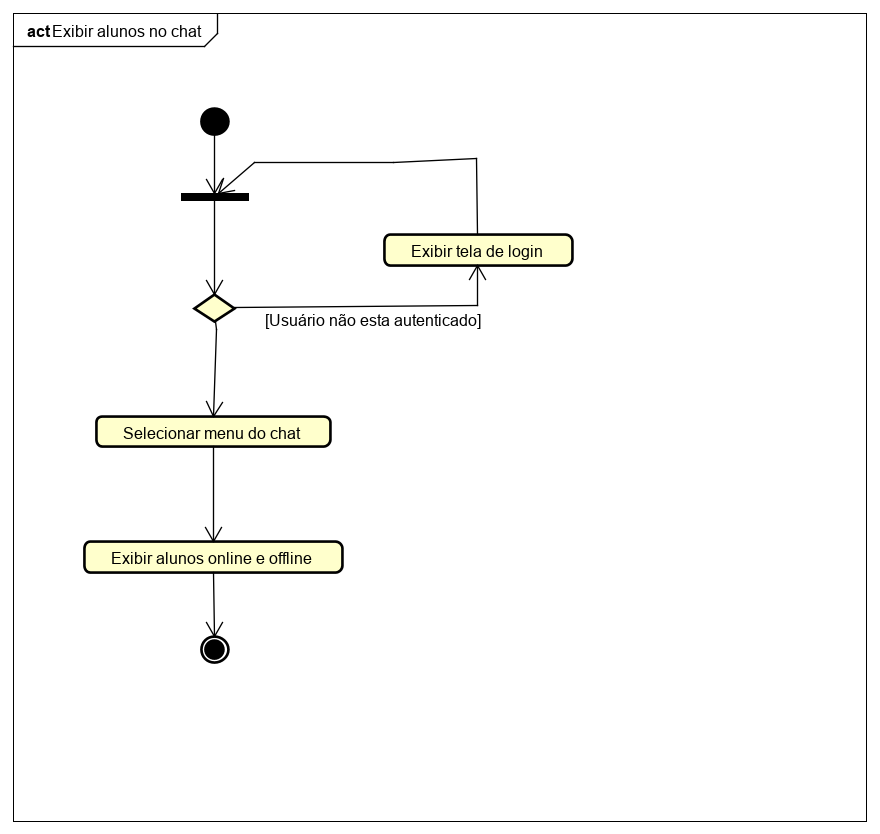 act Exibir alunos no chat
Exibir tela de login
[Usuário não esta autenticado]
Selecionar menu do chat
Exibir alunos online e offline